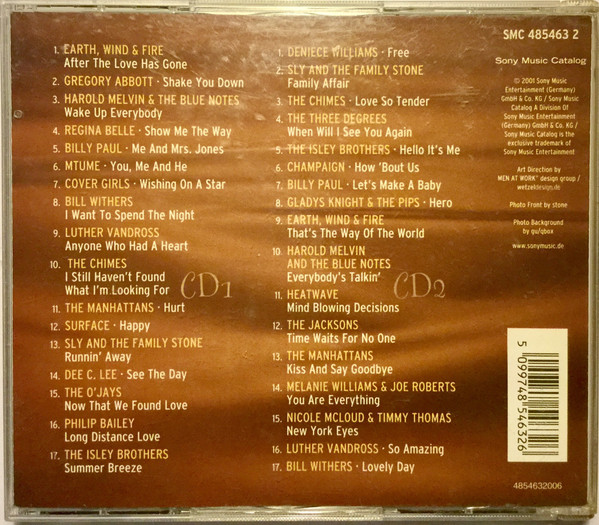 1. EARTH, WIND & FIRE
After The Love Has Gone
2. GREGORY ABBOTT · Shake You Down
3. HAROLD MELVIN & THE BLUE NOTES
Wake Up Everybody
4. REGINA BELLE · Show Me The Way
5. BILLY PAUL · Me And Mrs. Jones
6. MTUME · You, Me And He
7. COVER GIRLS · Wishing On A Star
8. BILL WITHERS
I Want To Spend The Night
9. LUTHER VANDROSS
Anyone Who Had A Heart
10. THE CHIMES
I Still Haven't Found
What I'm Looking For
CD1
11. THE MANHATTANS · Hurt
12. SURFACE · Happy
13. SLY AND THE FAMILY STONE
Runnin' Away
14. DEE C. LEE · See The Day
15. THE O'JAYS
Now That We Found Love
16. PHILIP BAILEY
Long Distance Love
17. THE ISLEY BROTHERS
Summer Breeze
1. DENIECE WILLIAMS · Free
2. SLY AND THE FAMILY STONE
Family Affair
3. THE CHIMES · Love So Tender
4. THE THREE DEGREES
When Will I See You Again
5. THE ISLEY BROTHERS · Hello It's Me
6. CHAMPAIGN · How 'Bout Us
7. BILLY PAUL · Let's Make A Baby
8. GLADYS KNIGHT & THE PIPS · Hero
9. EARTH, WIND & FIRE
That's The Way Of The World
10. HAROLD MELVIN
AND THE BLUE NOTES
Everybody's Talkin'
CD2
11. HEATWAVE
Mind Blowing Decisions
12. THE JACKSONS
Time Waits For No One
13. THE MANHATTANS
Kiss And Say Goodbye
14. MELANIE WILLIAMS & JOE ROBERTS
You Are Everything
15. NICOLE MCLOUD & TIMMY THOMAS
New York Eyes
16. LUTHER VANDROSS · So Amazing
17. BILL WITHERS · Lovely Day
SMC 485463 2
Sony Music Catalog
© 2001 Sony Music
Entertainment (Germany)
GmbH & Co. KG / Sony Music
Catalog A Division Of
Sony Music Entertainment
(Germany) GmbH & Co. KG
/ Sony Music Catalog is the
exclusive trademark of
Sony Music Entertainment
Art Direction by
MEN AT WORK® design group /
wetzeldesign.de
Photo Front by stone
Photo Background
by gu/qbox
www.sonymusic.de
5 099748 546326
4854632006